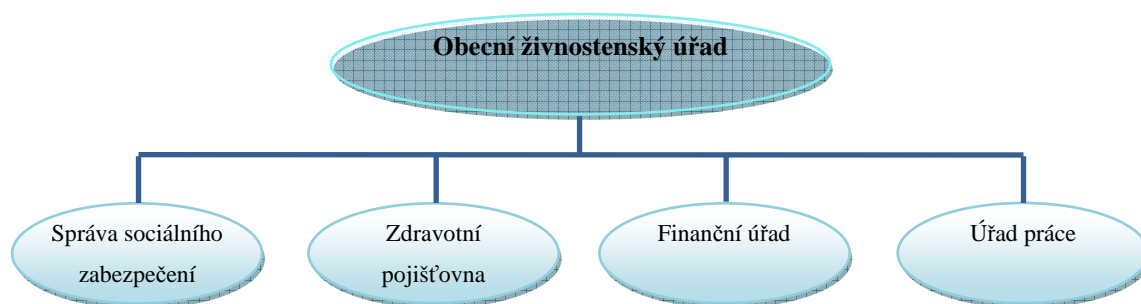 Obecní živnostenský úřad
Správa sociálního
zabezpečení
Zdravotní
pojišťovna
Finanční úřad
Úřad práce